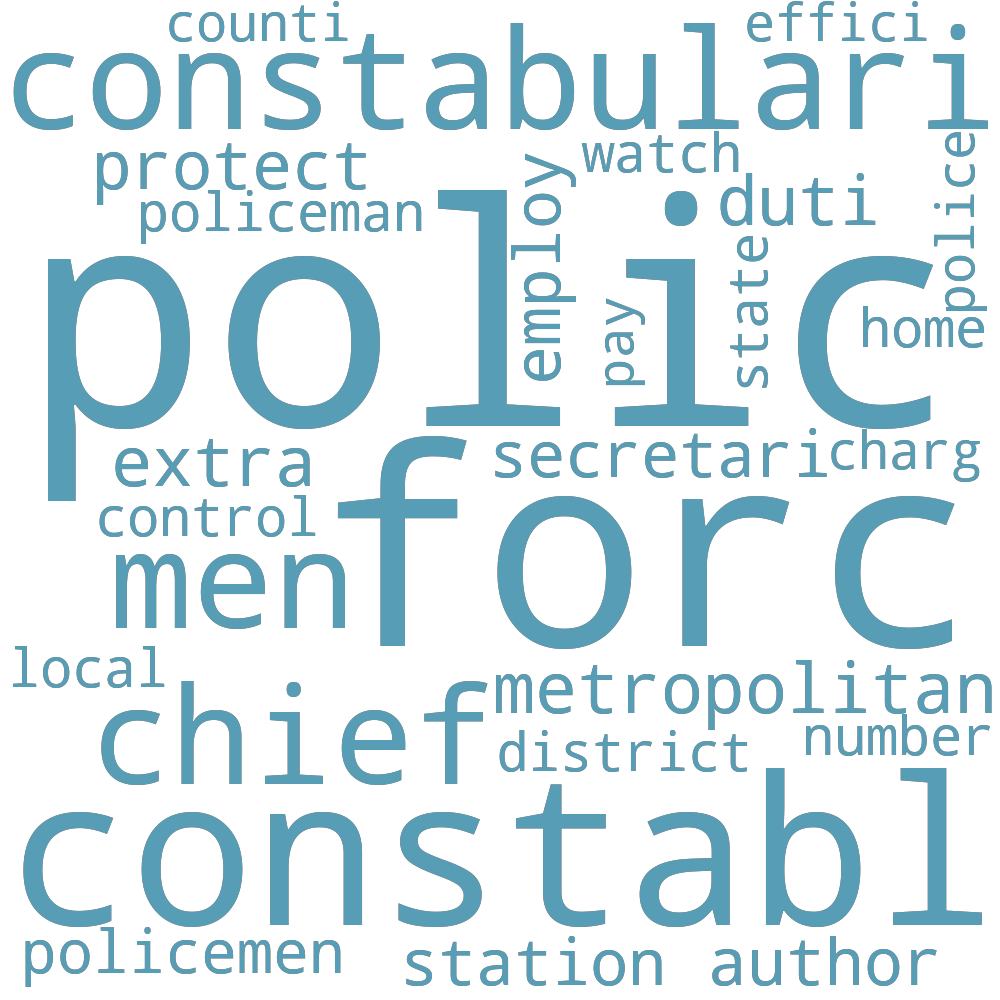 counti
effici
constabulari
protect
watch
police
policeman
employ
duti
polic
state
pay
home
extra
secretari
charg
control
forc
men
local
chief
metropolitan
number
district
constabl
policemen
station
author